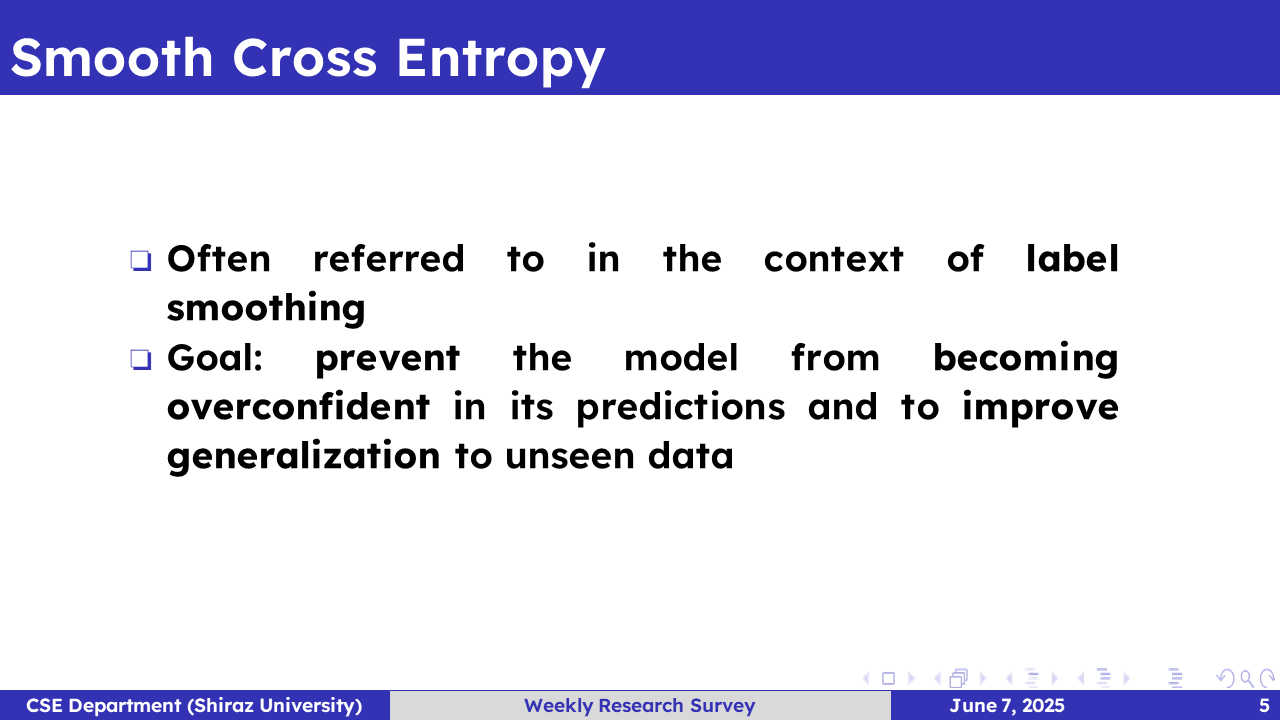 Smooth Cross Entropy
Often referred to in the context of label
smoothing
Goal: prevent the model from becoming
overconfident in its predictions and to improve
generalization to unseen data
CSE Department (Shiraz University) Weekly Research Survey June 7, 2025 5